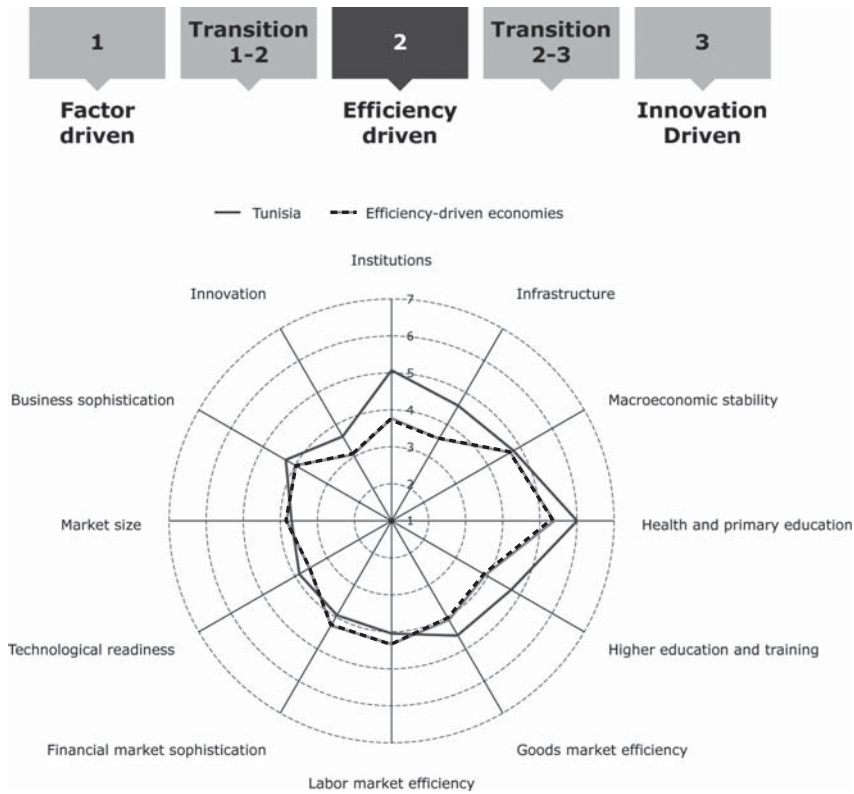 1
Transition
1-2
2
Transition
2-3
3
Factor
driven
Efficiency
driven
Innovation
Driven
Tunisia
Efficiency-driven economies
Institutions
Innovation
Infrastructure
7
6
5
4
3
2
1
Business sophistication
Macroeconomic stability
Market size
Health and primary education
Technological readiness
Higher education and training
Financial market sophistication
Goods market efficiency
Labor market efficiency